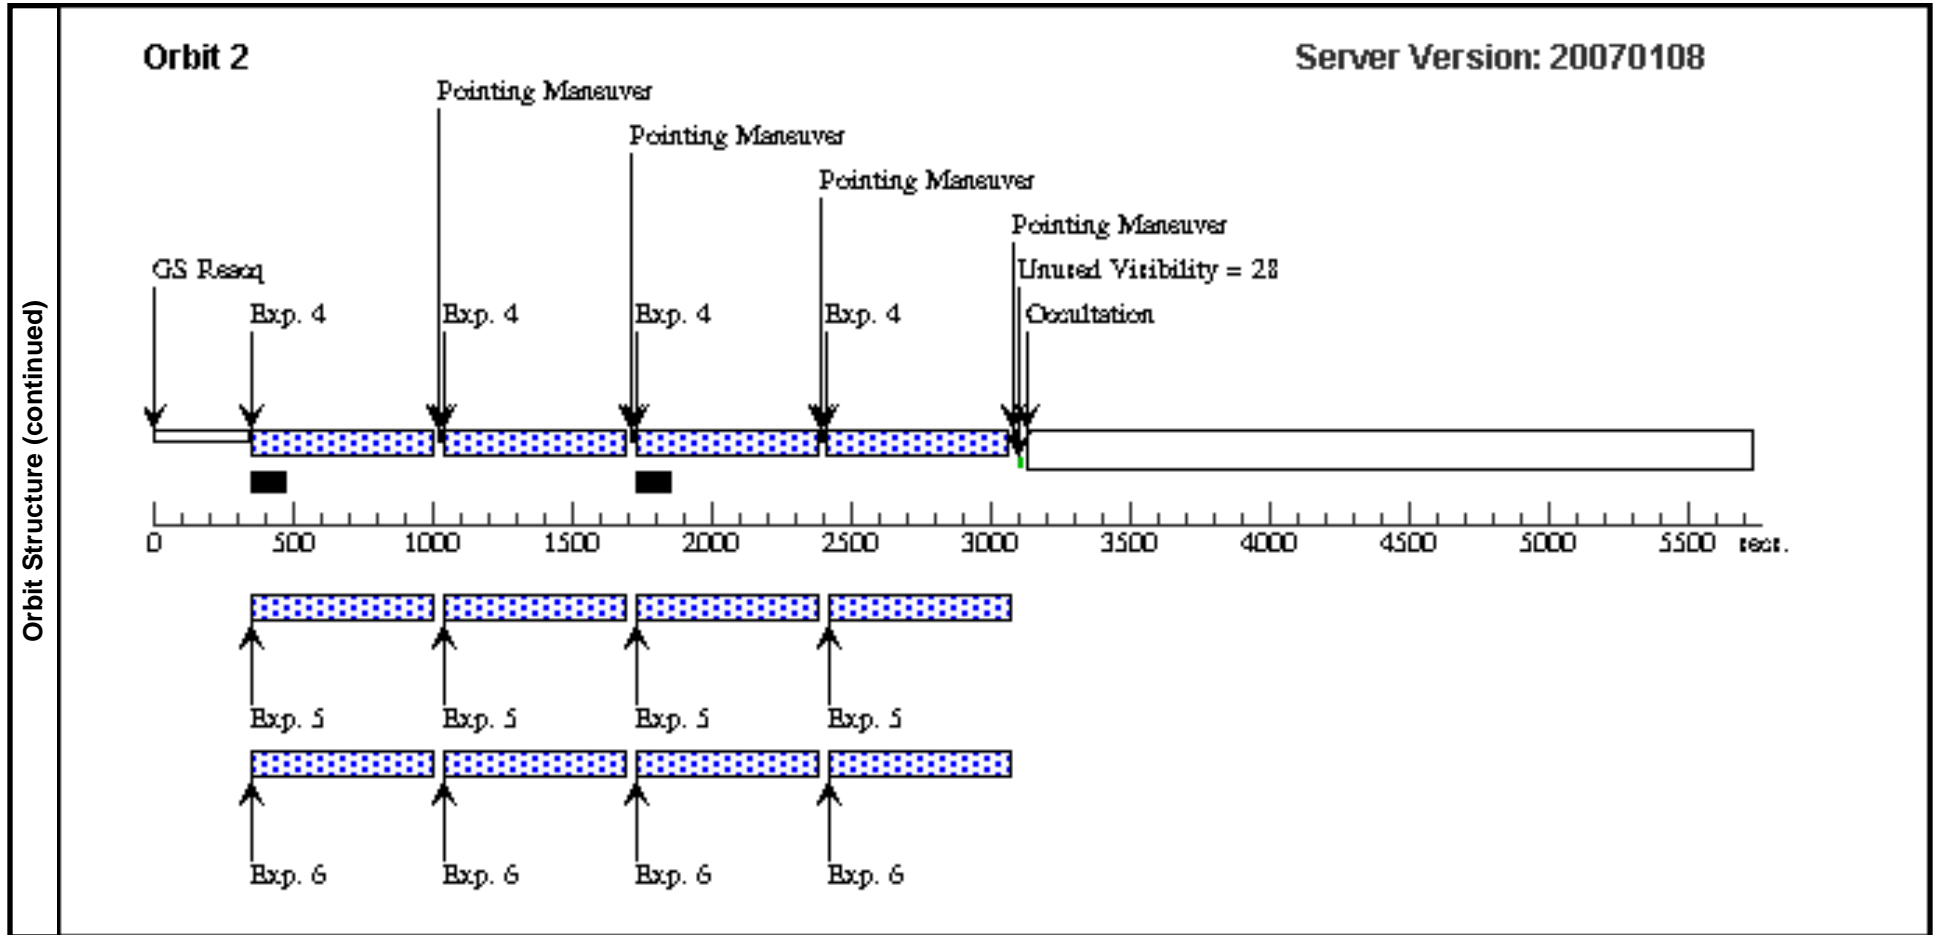 Orbit Structure (continued)
Orbit 2
Server Version: 20070108
Pointing Maneuver
Pointing Maneuver
Pointing Maneuver
Pointing Maneuver
GS Reacq
Unused Visibility = 28
Exp. 4
Exp. 4
Exp. 4
Exp. 4
Occultation
0 500 1000 1500 2000 2500 3000 3500 4000 4500 5000 5500 secs.
Exp. 5
Exp. 5
Exp. 5
Exp. 5
Exp. 6
Exp. 6
Exp. 6
Exp. 6